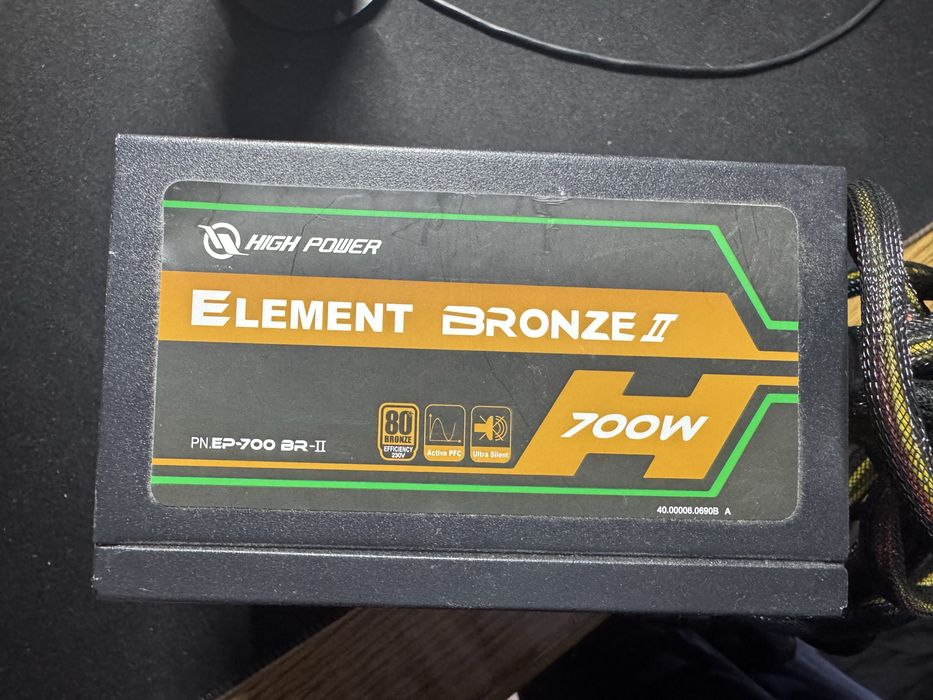 HIGH POWER
ELEMENT BRONZE II
700W
80
BRONZE
EFFICIENCY
230V
Active PFC
Ultra Silent
PN.EP-700 BR-II
40.00006.0690B A